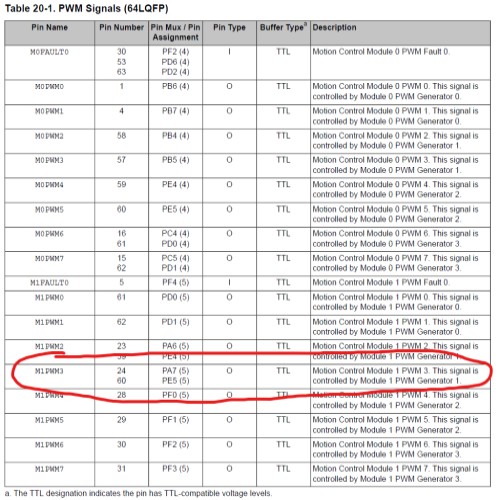 Table 20-1. PWM Signals (64LQFP)
Pin Name Pin Number Pin Mux / Pin Assignment Pin Type Buffer Typeª Description
M0FAULT0 30 PF2 (4) I TTL Motion Control Module 0 PWM Fault 0.
53 PD6 (4)
63 PD2 (4)
M0PWM0 1 PB6 (4) O TTL Motion Control Module 0 PWM 0. This signal is
controlled by Module 0 PWM Generator 0.
M0PWM1 4 PB7 (4) O TTL Motion Control Module 0 PWM 1. This signal is
controlled by Module 0 PWM Generator 0.
M0PWM2 58 PB4 (4) O TTL Motion Control Module 0 PWM 2. This signal is
controlled by Module 0 PWM Generator 1.
M0PWM3 57 PB5 (4) O TTL Motion Control Module 0 PWM 3. This signal is
controlled by Module 0 PWM Generator 1.
M0PWM4 59 PE4 (4) O TTL Motion Control Module 0 PWM 4. This signal is
controlled by Module 0 PWM Generator 2.
M0PWM5 60 PE5 (4) O TTL Motion Control Module 0 PWM 5. This signal is
controlled by Module 0 PWM Generator 2.
M0PWM6 16 PC4 (4) O TTL Motion Control Module 0 PWM 6. This signal is
61 PD0 (4) controlled by Module 0 PWM Generator 3.
M0PWM7 15 PC5 (4) O TTL Motion Control Module 0 PWM 7. This signal is
62 PD1 (4) controlled by Module 0 PWM Generator 3.
M1FAULT0 5 PF4 (5) I TTL Motion Control Module 1 PWM Fault 0.
M1PWM0 61 PD0 (5) O TTL Motion Control Module 1 PWM 0. This signal is
controlled by Module 1 PWM Generator 0.
M1PWM1 62 PD1 (5) O TTL Motion Control Module 1 PWM 1. This signal is
controlled by Module 1 PWM Generator 0.
M1PWM2 23 PA6 (5) O TTL Motion Control Module 1 PWM 2. This signal is
59 PE4 (5) controlled by Module 1 PWM Generator 1.
M1PWM3 24 PA7 (5) O TTL Motion Control Module 1 PWM 3. This signal is
60 PE5 (5) controlled by Module 1 PWM Generator 1.
M1PWM4 28 PF0 (5) O TTL Motion Control Module 1 PWM 4. This signal is
controlled by Module 1 PWM Generator 2.
M1PWM5 29 PF1 (5) O TTL Motion Control Module 1 PWM 5. This signal is
controlled by Module 1 PWM Generator 2.
M1PWM6 30 PF2 (5) O TTL Motion Control Module 1 PWM 6. This signal is
controlled by Module 1 PWM Generator 3.
M1PWM7 31 PF3 (5) O TTL Motion Control Module 1 PWM 7. This signal is
controlled by Module 1 PWM Generator 3.
a. The TTL designation indicates the pin has TTL-compatible voltage levels.